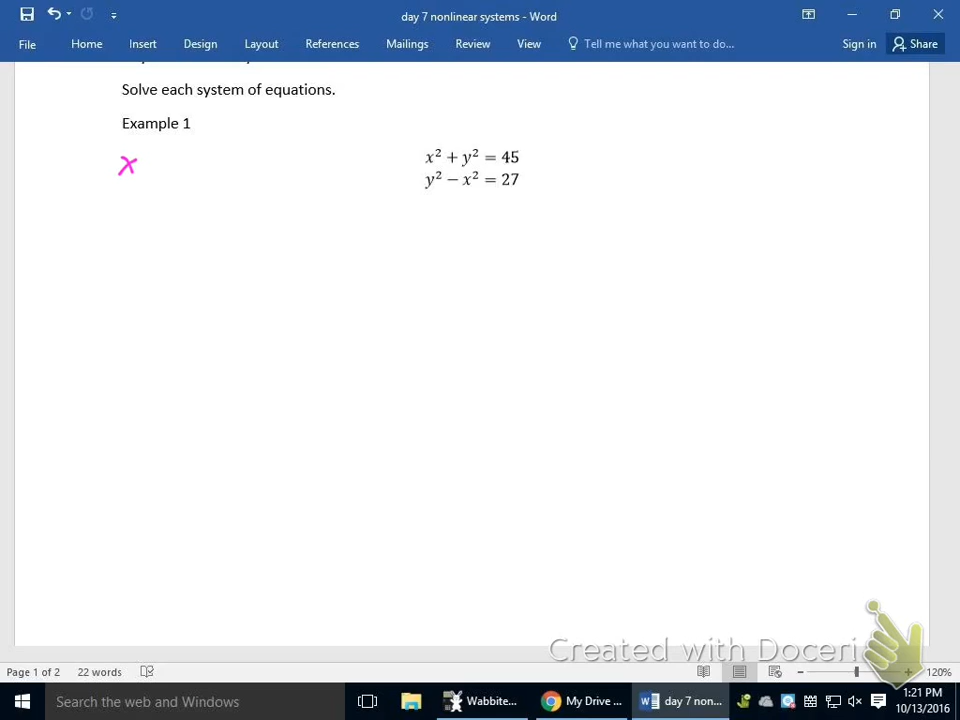 day 7 nonlinear systems - Word
File Home Insert Design Layout References Mailings Review View Tell me what you want to do... Sign in Share
Solve each system of equations.
Example 1
x
x² + y² = 45
y² − x² = 27
Created with Doceri
Page 1 of 2 22 words 120%
Search the web and Windows Wabbite... My Drive ... day 7 non... 1:21 PM
10/13/2016